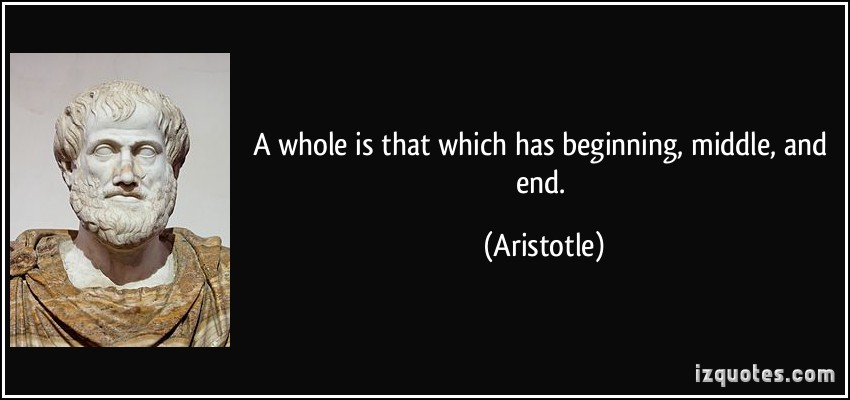 A whole is that which has beginning, middle, and
end.
(Aristotle)
izquotes.com